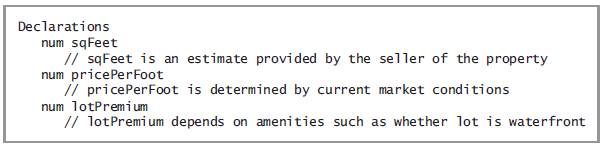 Declarations
num sqFeet
// sqFeet is an estimate provided by the seller of the property
num pricePerFoot
// pricePerFoot is determined by current market conditions
num lotPremium
// lotPremium depends on amenities such as whether lot is waterfront